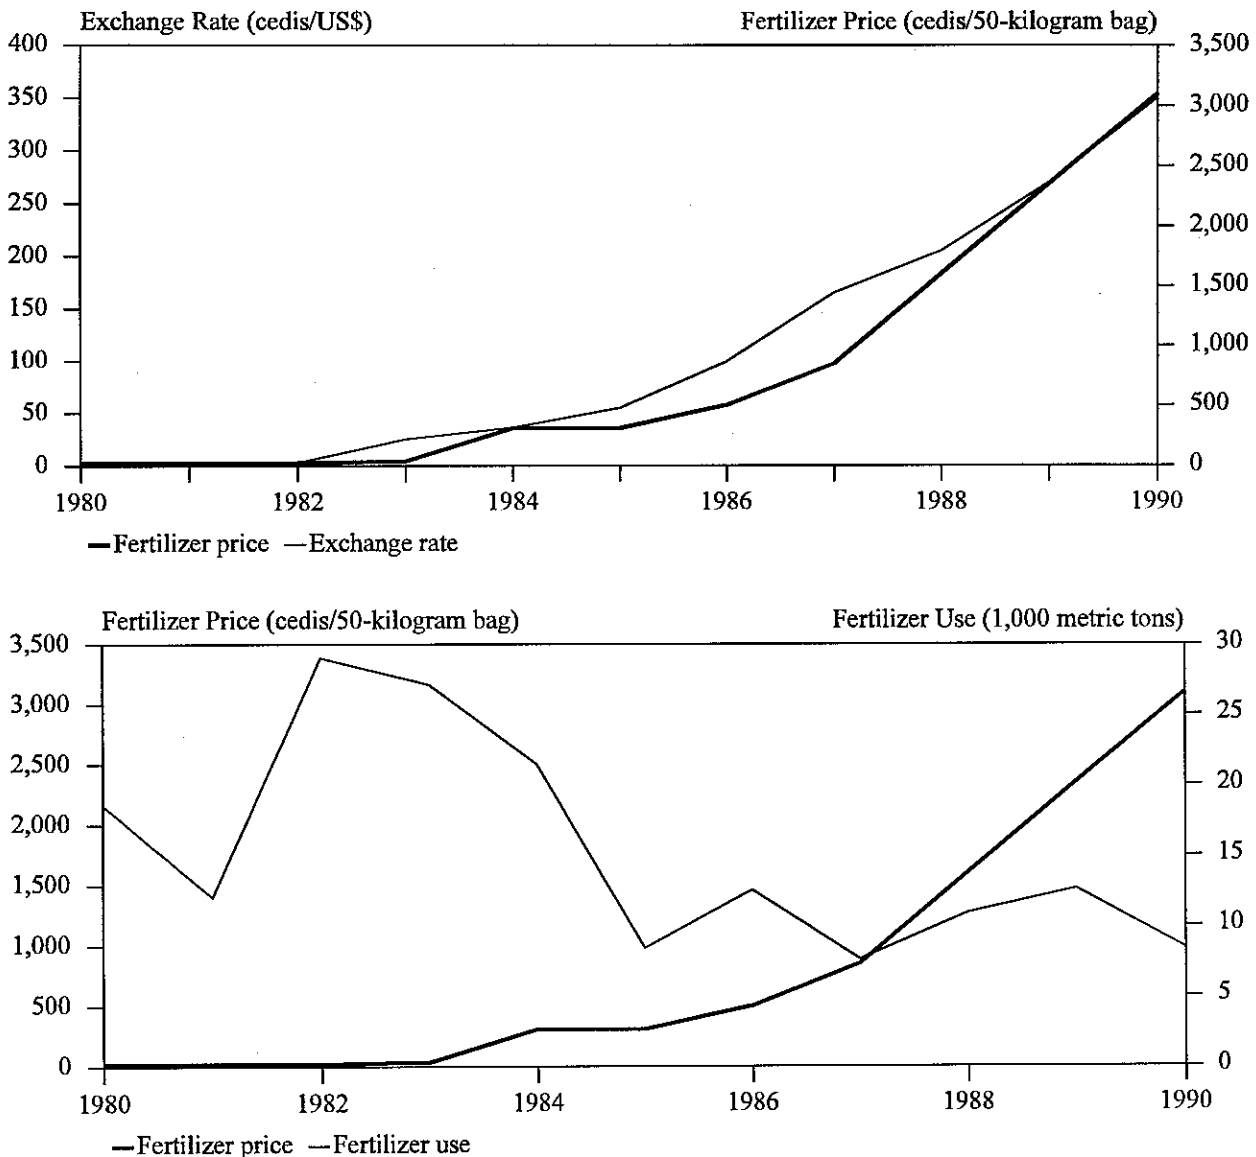 Exchange Rate (cedis/US$) Fertilizer Price (cedis/50-kilogram bag)
400 3,500
350 3,000
300 2,500
250 2,000
200 1,500
150 1,000
100 500
50 0
0
1980 1982 1984 1986 1988 1990
Fertilizer price Exchange rate
Fertilizer Price (cedis/50-kilogram bag) Fertilizer Use (1,000 metric tons)
3,500 30
3,000 25
2,500 20
2,000 15
1,500 10
1,000 5
500 0
0
1980 1982 1984 1986 1988 1990
Fertilizer price Fertilizer use